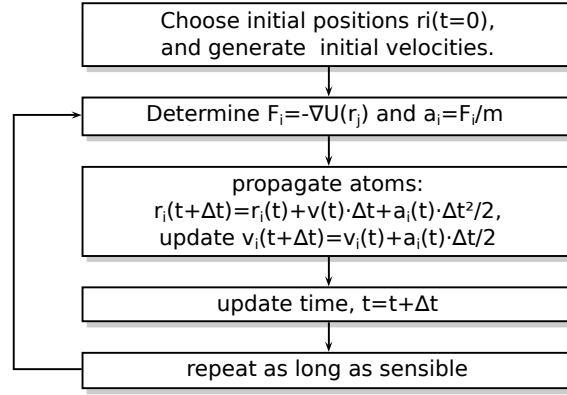 Choose initial positions ri(t=0),
and generate  initial velocities.
Determine Fᵢ=-∇U(rⱼ) and aᵢ=Fᵢ/m
propagate atoms:
rᵢ(t+Δt)=rᵢ(t)+v(t)·Δt+aᵢ(t)·Δt²/2,
update vᵢ(t+Δt)=vᵢ(t)+aᵢ(t)·Δt/2
update time, t=t+Δt
repeat as long as sensible